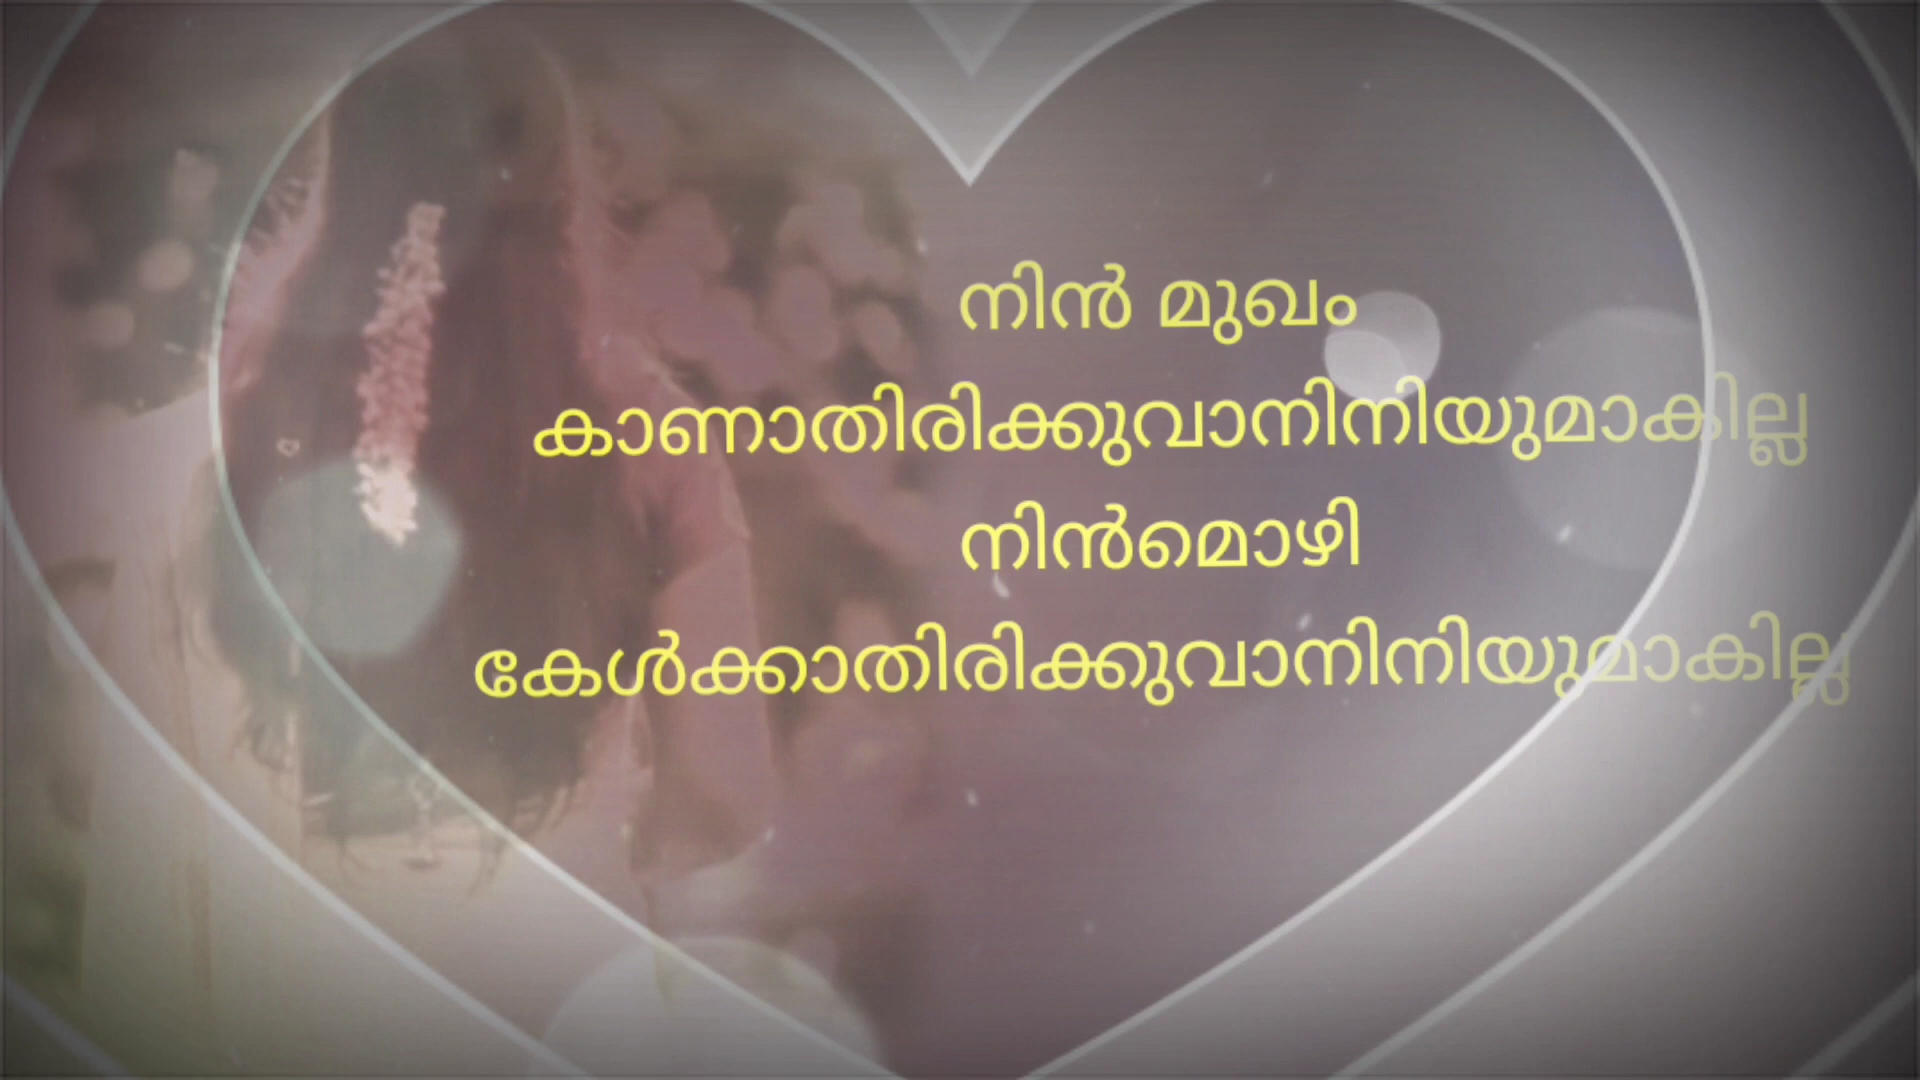 നിൻ മുഖം
കാണാതിരിക്കുവാനിനിയുമാകില്ല
നിൻമൊഴി
കേൾക്കാതിരിക്കുവാനിനിയുമാകില്ല